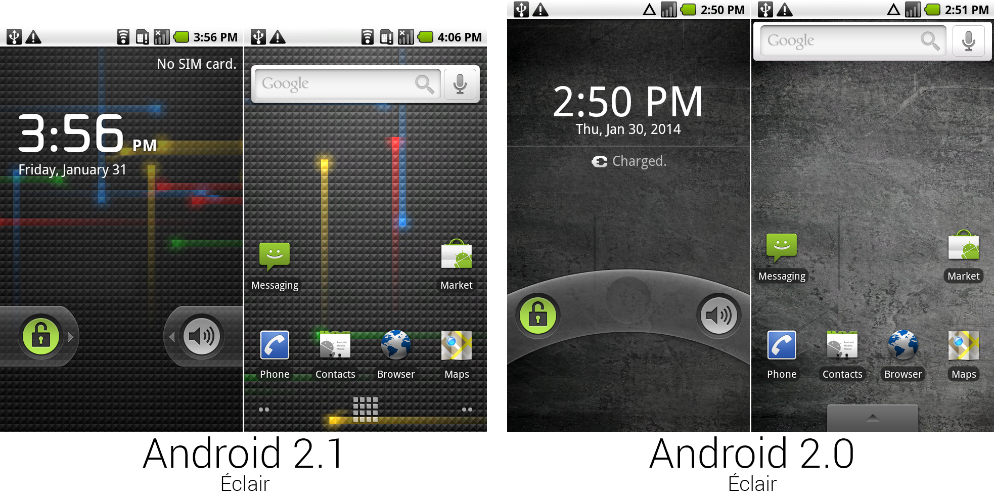 3:56 PM
No SIM card.
3:56 PM
Friday, January 31
4:06 PM
Google
Messaging
Market
Phone
Contacts
Browser
Maps
Android 2.1
Éclair
2:50 PM
2:50 PM
Thu, Jan 30, 2014
Charged.
2:51 PM
Google
Messaging
Market
Phone
Contacts
Browser
Maps
Android 2.0
Éclair